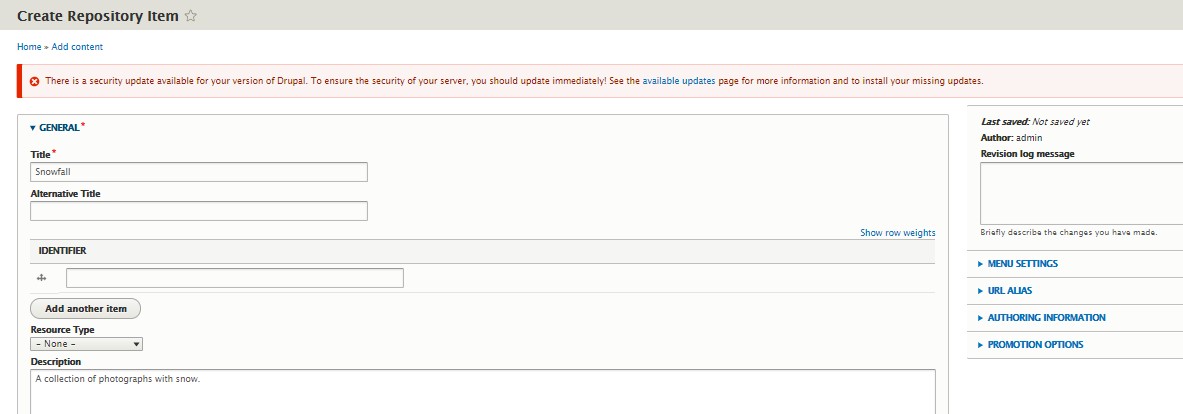 Create Repository Item
Home » Add content
There is a security update available for your version of Drupal. To ensure the security of your server, you should update immediately! See the available updates page for more information and to install your missing updates.
GENERAL*
Title*
Snowfall
Alternative Title
Show row weights
IDENTIFIER
Add another item
Resource Type
- None -
Description
A collection of photographs with snow.
Last saved: Not saved yet
Author: admin
Revision log message
Briefly describe the changes you have made.
MENU SETTINGS
URL ALIAS
AUTHORING INFORMATION
PROMOTION OPTIONS